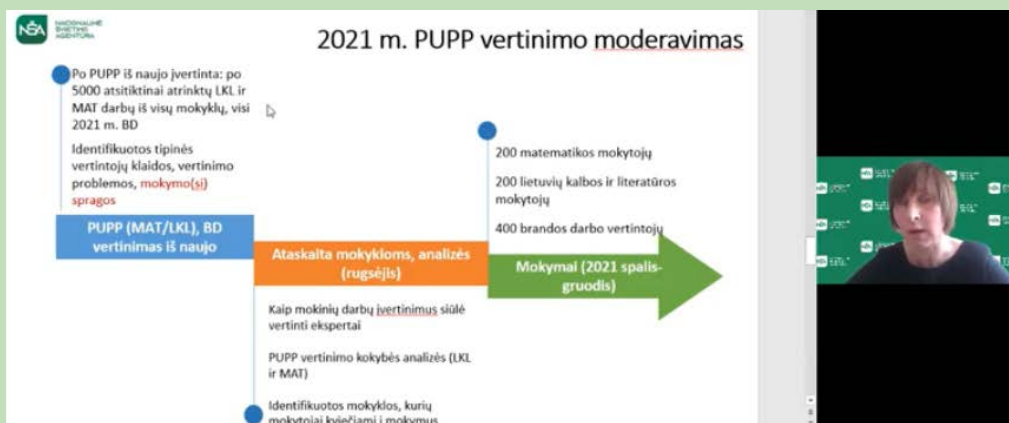 NŠA NACIONALINĖ
ŠVIETIMO
AGENTŪRA
2021 m. PUPP vertinimo moderavimas
Po PUPP iš naujo įvertinta: po
5000 atsitiktinai atrinktų LKL ir
MAT darbų iš visų mokyklų, visi
2021 m. BD
Identifikuotos tipinės
vertintojų klaidos, vertinimo
problemos, mokymo(si)
spragos
PUPP (MAT/LKL), BD
vertinimas iš naujo
Ataskaita mokykloms, analizės
(rugsėjis)
Kaip mokinių darbų įvertinimus siūlė
vertinti ekspertai
PUPP vertinimo kokybės analizės (LKL
ir MAT)
Identifikuotos mokyklos, kurių
mokytojai kviečiami į mokymus
200 matematikos mokytojų
200 lietuvių kalbos ir literatūros
mokytojų
400 brandos darbo vertintojų
Mokymai (2021 spalis-
gruodis)